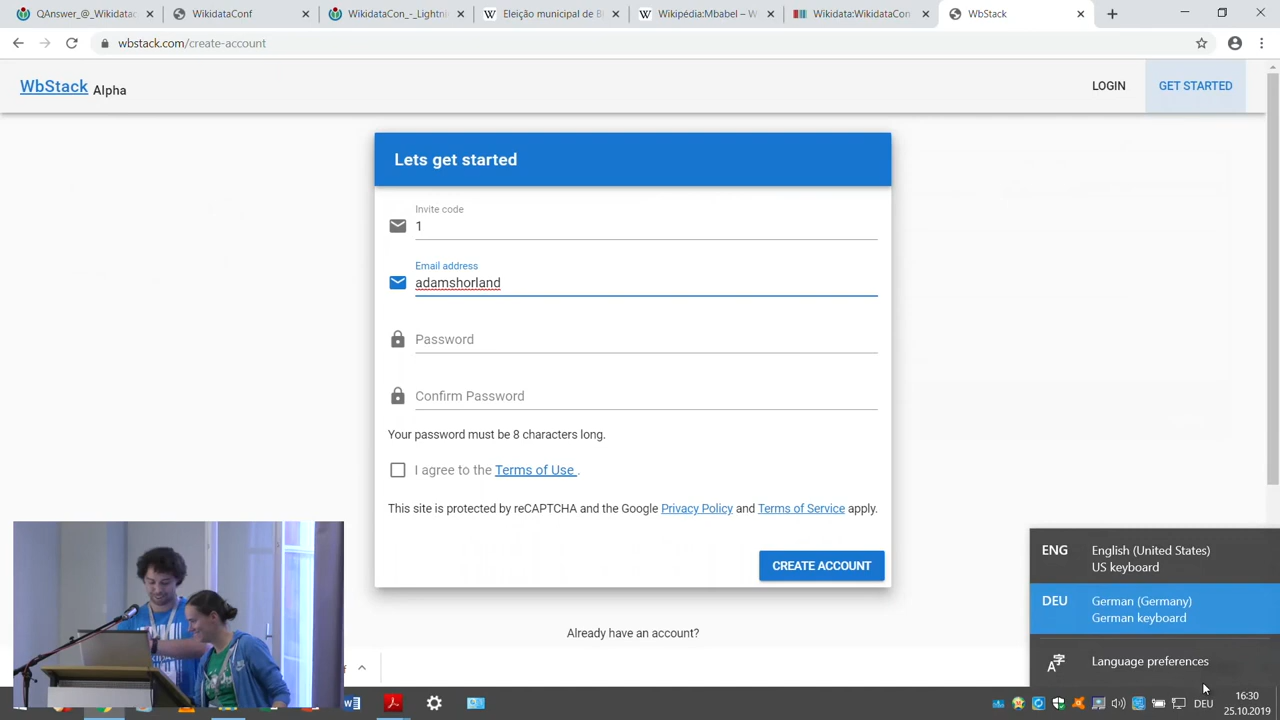 QAnswer_@_Wikidatac
WikidataConf
WikidataCon_-_Lightni
Eleição municipal de B
Wikipédia:Mbabel – W
Wikidata:WikidataCon
WbStack
wbstack.com/create-account
WbStack Alpha
LOGIN
GET STARTED
Lets get started
Invite code
1
Email address
adamshorland
Password
Confirm Password
Your password must be 8 characters long.
I agree to the Terms of Use .
This site is protected by reCAPTCHA and the Google Privacy Policy and Terms of Service apply.
CREATE ACCOUNT
Already have an account?
ENG English (United States)
US keyboard
DEU German (Germany)
German keyboard
Language preferences
DEU
16:30
25.10.2019